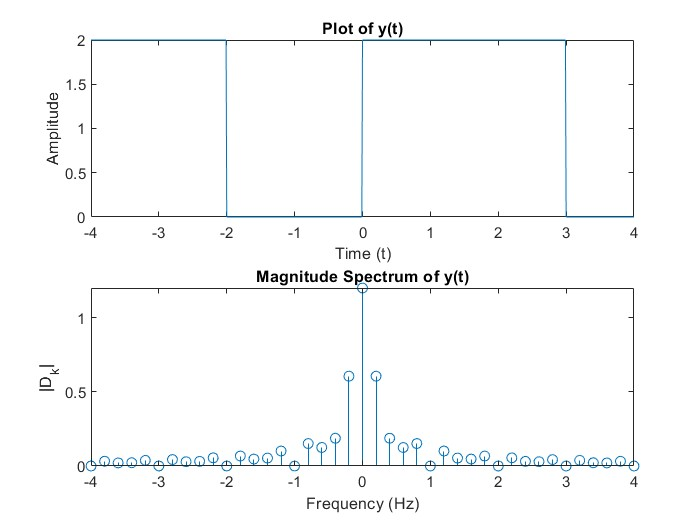 Plot of y(t)
2
1.5
1
0.5
0
Amplitude
-4 -3 -2 -1 0 1 2 3 4
Time (t)
Magnitude Spectrum of y(t)
1
0.5
0
|D_k|
-4 -3 -2 -1 0 1 2 3 4
Frequency (Hz)